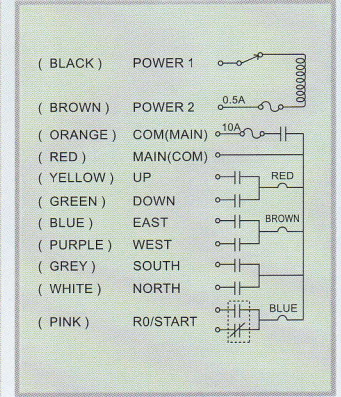 ( BLACK ) POWER 1
( BROWN ) POWER 2 0.5A
( ORANGE ) COM(MAIN) 10A
( RED ) MAIN(COM)
( YELLOW ) UP RED
( GREEN ) DOWN
( BLUE ) EAST BROWN
( PURPLE ) WEST
( GREY ) SOUTH
( WHITE ) NORTH
( PINK ) R0/START BLUE